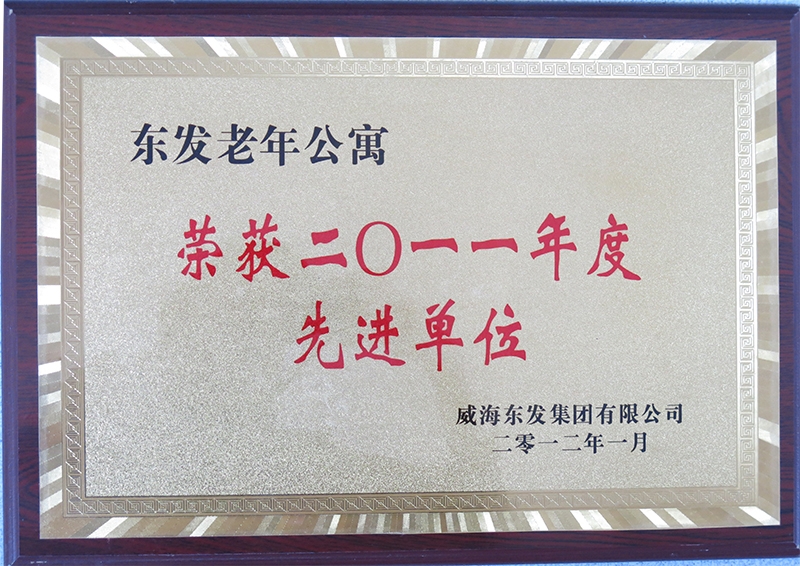 东发老年公寓
荣获二〇一一年度
先进单位
威海东发集团有限公司
二零一二年一月